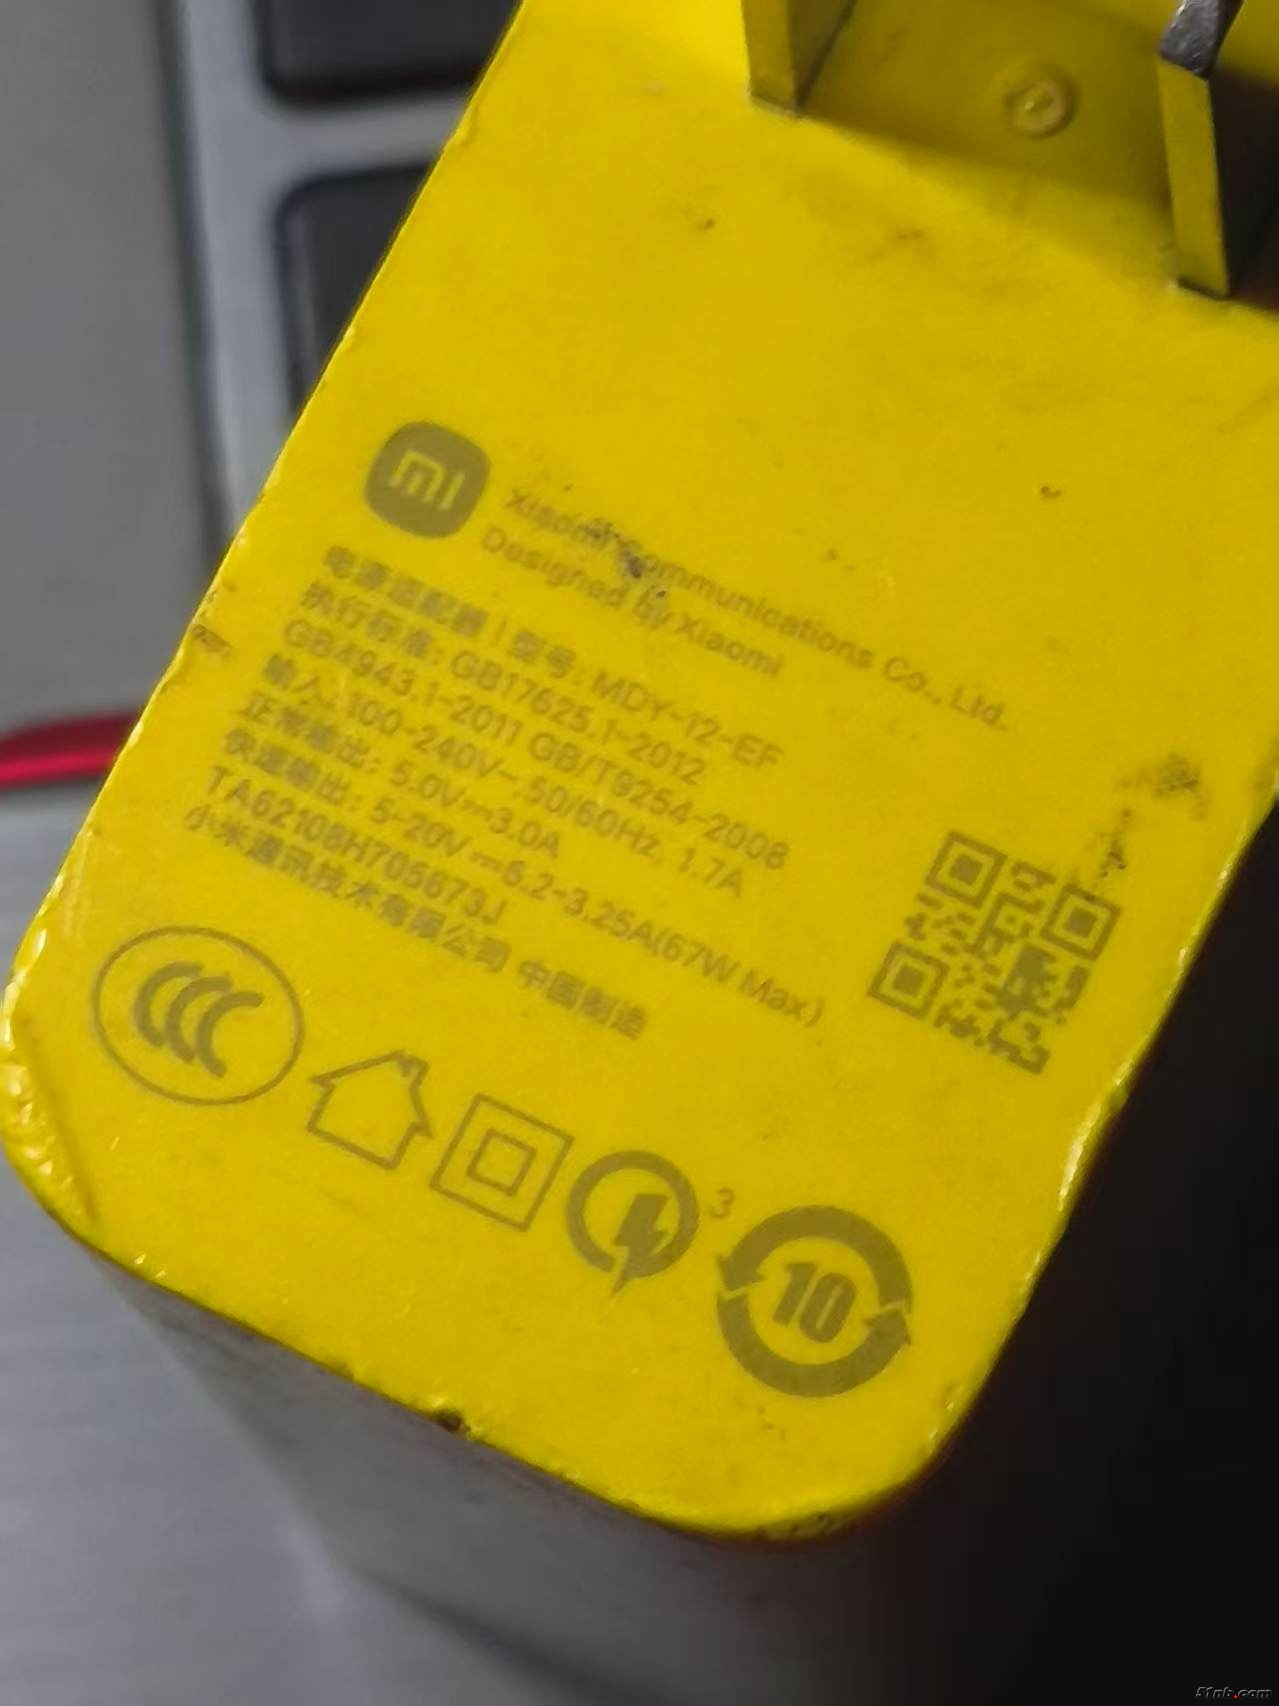 mi
Xiaomi Communications Co., Ltd.
Designed by Xiaomi
电源适配器 | 型号: MDY-12-EF
执行标准: GB17625.1-2012
GB4943.1-2011 GB/T9254-2008
输入: 100-240V~, 50/60Hz, 1.7A
正常输出: 5.0V⎓3.0A
快速输出: 5-20V⎓6.2-3.25A(67W Max)
TA62108H705673J
小米通讯技术有限公司 中国制造
CCC
3
10
51nb.com